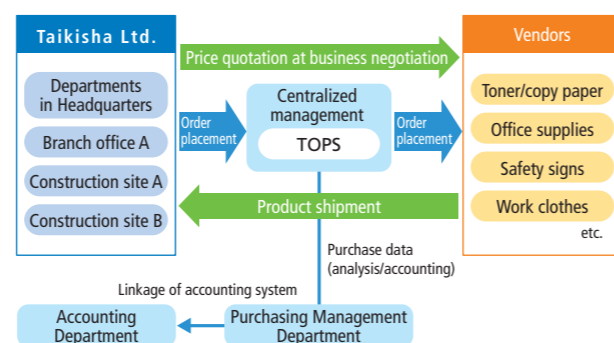 Taikisha Ltd.
Departments
in Headquarters
Branch office A
Construction site A
Construction site B
Price quotation at business negotiation
Order
placement
Centralized
management
TOPS
Order
placement
Product shipment
Vendors
Toner/copy paper
Office supplies
Safety signs
Work clothes
etc.
Purchase data
(analysis/accounting)
Linkage of accounting system
Accounting
Department
Purchasing Management
Department